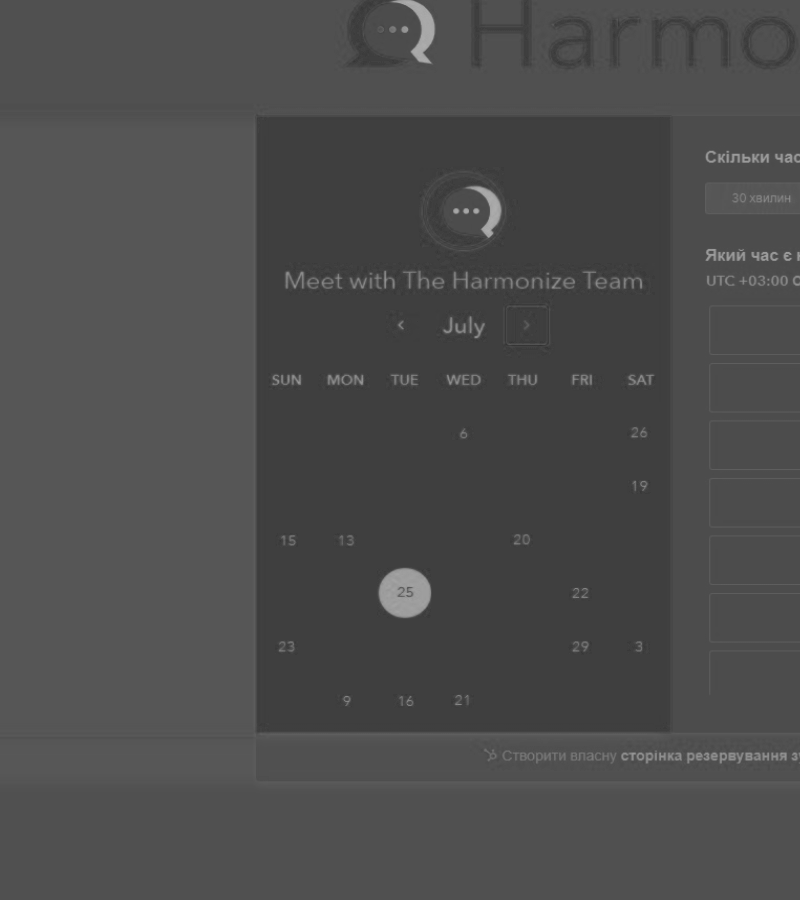 Harmo
Скільки час
30 хвилин
Який час є н
UTC +03:00 С
Meet with The Harmonize Team
July
SUN MON TUE WED THU FRI SAT
6 26
19
15 13 20
25 22
23 29 3
9 16 21
Створити власну сторінка резервування з